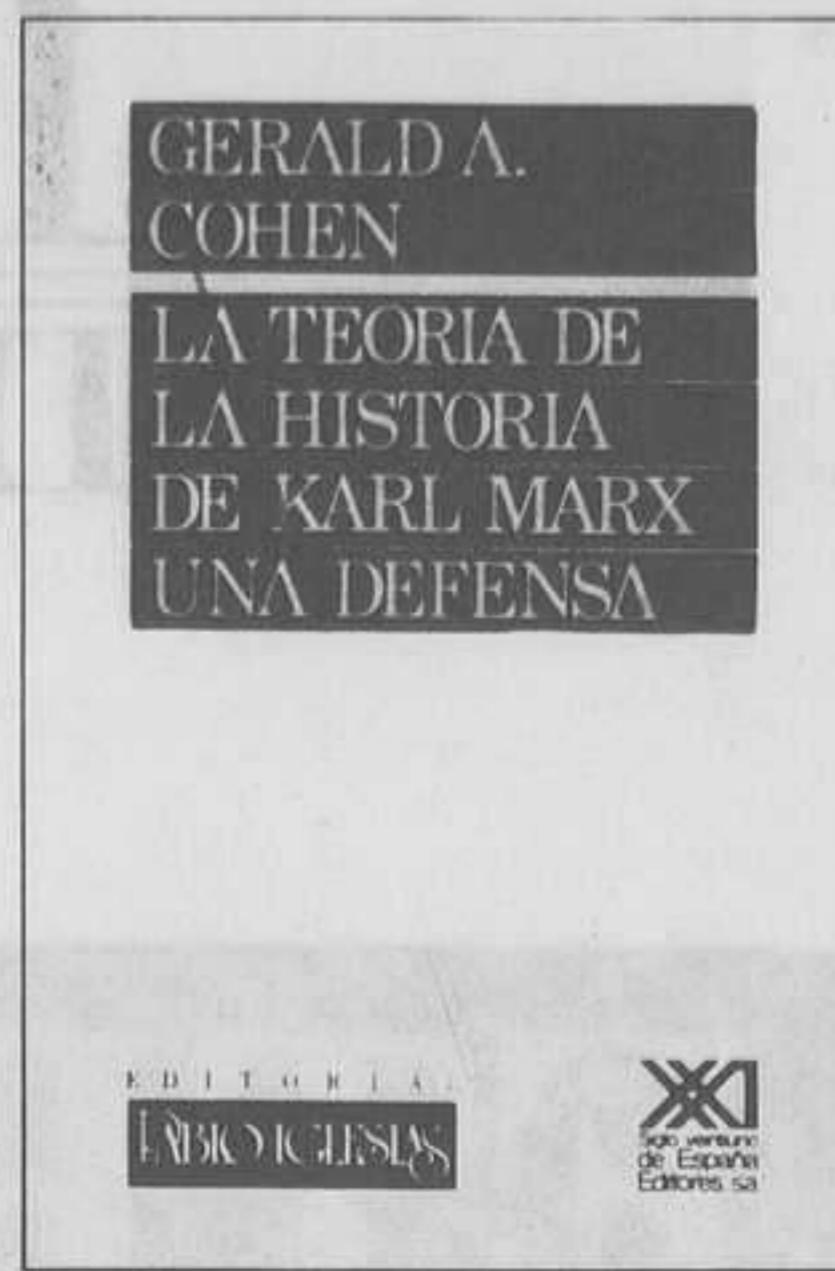 GERALD A.
COHEN
LA TEORIA DE
LA HISTORIA
DE KARL MARX
UNA DEFENSA
EDITORIAL
PABLO IGLESIAS
XXI
Siglo veintiuno
de España
Editores sa